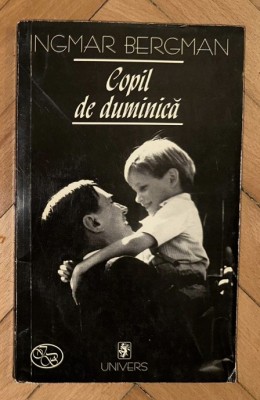 INGMAR BERGMAN
Copil
de duminică
UNIVERS